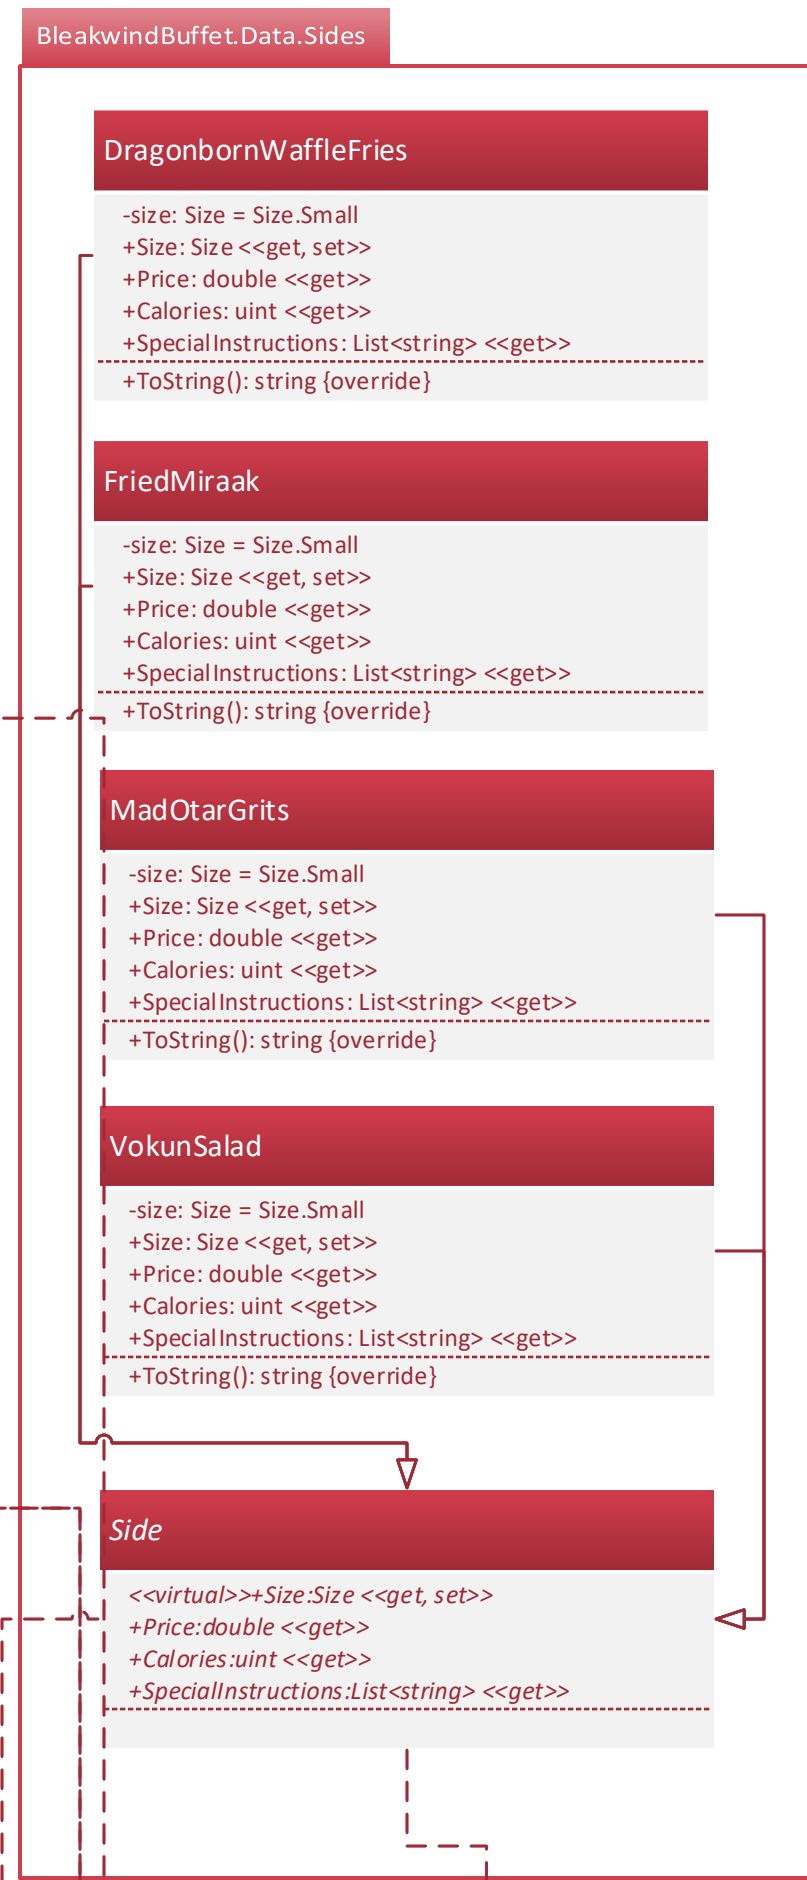 BleakwindBuffet.Data.Sides
DragonbornWaffleFries
-size: Size = Size.Small
+Size: Size <<get, set>>
+Price: double <<get>>
+Calories: uint <<get>>
+SpecialInstructions: List<string> <<get>>
+ToString(): string {override}
FriedMiraak
-size: Size = Size.Small
+Size: Size <<get, set>>
+Price: double <<get>>
+Calories: uint <<get>>
+SpecialInstructions: List<string> <<get>>
+ToString(): string {override}
MadOtarGrits
-size: Size = Size.Small
+Size: Size <<get, set>>
+Price: double <<get>>
+Calories: uint <<get>>
+SpecialInstructions: List<string> <<get>>
+ToString(): string {override}
VokunSalad
-size: Size = Size.Small
+Size: Size <<get, set>>
+Price: double <<get>>
+Calories: uint <<get>>
+SpecialInstructions: List<string> <<get>>
+ToString(): string {override}
Side
<<virtual>>+Size:Size <<get, set>>
+Price:double <<get>>
+Calories:uint <<get>>
+SpecialInstructions:List<string> <<get>>